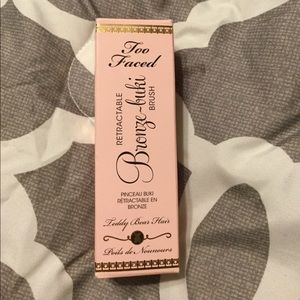 Too
Faced
RETRACTABLE
Bronze-buki
BRUSH
PINCEAU BUKI
RÉTRACTABLE EN
BRONZE
Teddy Bear Hair
Poils de Nounours